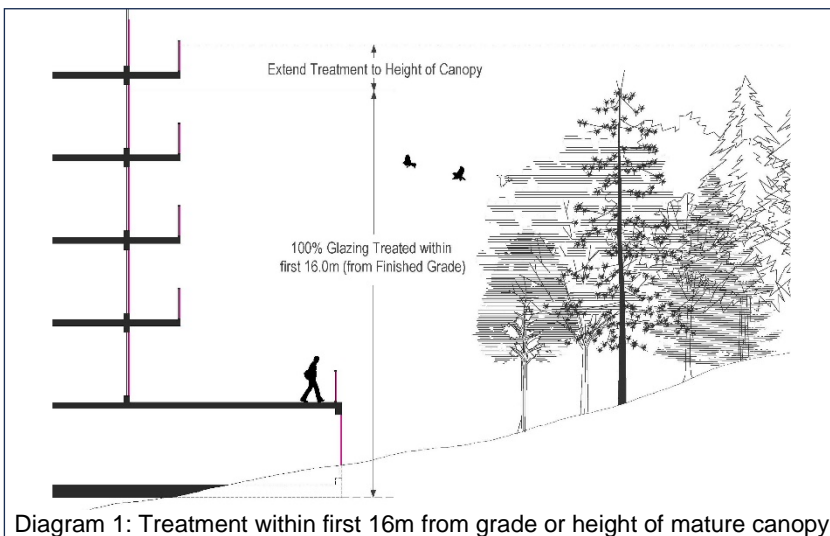 Extend Treatment to Height of Canopy
100% Glazing Treated within
first 16.0m (from Finished Grade)
Diagram 1: Treatment within first 16m from grade or height of mature canopy